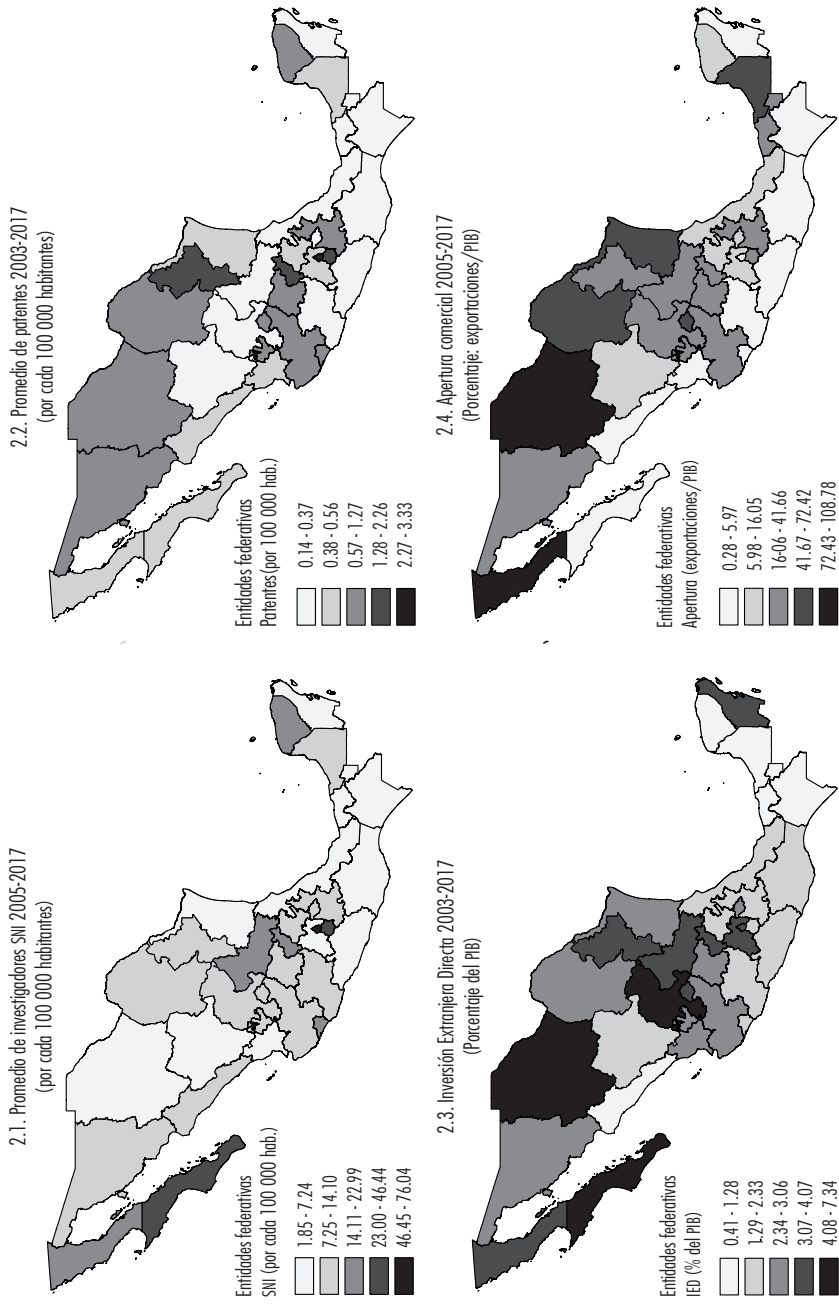 2.1. Promedio de investigadores SNI 2005-2017
(por cada 100 000 habitantes)
Entidades federativas
SNI (por cada 100 000 hab.)
1.85 - 7.24
7.25 - 14.10
14.11 - 22.99
23.00 - 46.44
46.45 - 76.04
2.2. Promedio de patentes 2003-2017
(por cada 100 000 habitantes)
Entidades federativas
Patentes(por 100 000 hab.)
0.14 - 0.37
0.38 - 0.56
0.57 - 1.27
1.28 - 2.26
2.27 - 3.33
2.3. Inversión Extranjera Directa 2003-2017
(Porcentaje del PIB)
Entidades federativas
IED (% del PIB)
0.41 - 1.28
1.29 - 2.33
2.34 - 3.06
3.07 - 4.07
4.08 - 7.34
2.4. Apertura comercial 2005-2017
(Porcentaje: exportaciones/PIB)
Entidades federativas
Apertura (exportaciones/PIB)
0.28 - 5.97
5.98 - 16.05
16-06 - 41.66
41.67 - 72.42
72.43 - 108.78